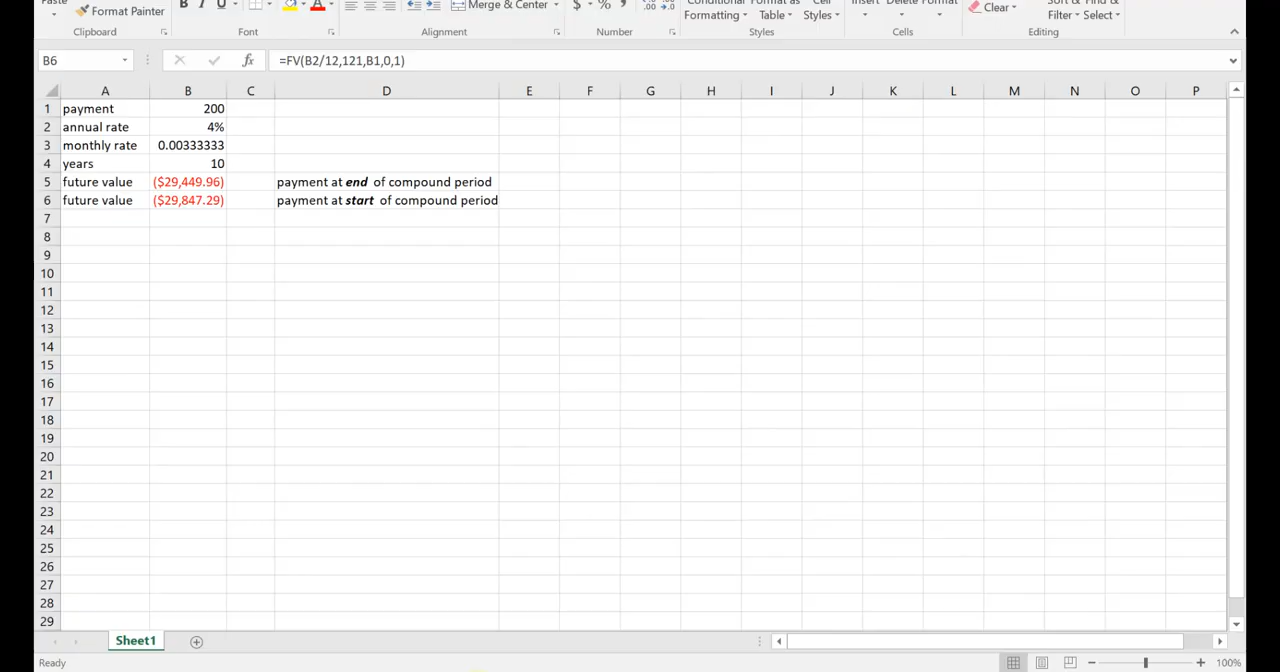 Paste
Format Painter
B I U A
Merge & Center
$ % ,
Conditional Format as Cell
Insert Delete Format
Clear
Sort & Find &
Formatting Table Styles
Filter Select
Clipboard Font Alignment Number Styles Cells Editing
B6 fx =FV(B2/12,121,B1,0,1)
A B C D E F G H I J K L M N O P
1 payment 200
2 annual rate 4%
3 monthly rate 0.00333333
4 years 10
5 future value ($29,449.96) payment at end of compound period
6 future value ($29,847.29) payment at start of compound period
7
8
9
10
11
12
13
14
15
16
17
18
19
20
21
22
23
24
25
26
27
28
29
Sheet1
Ready 100%